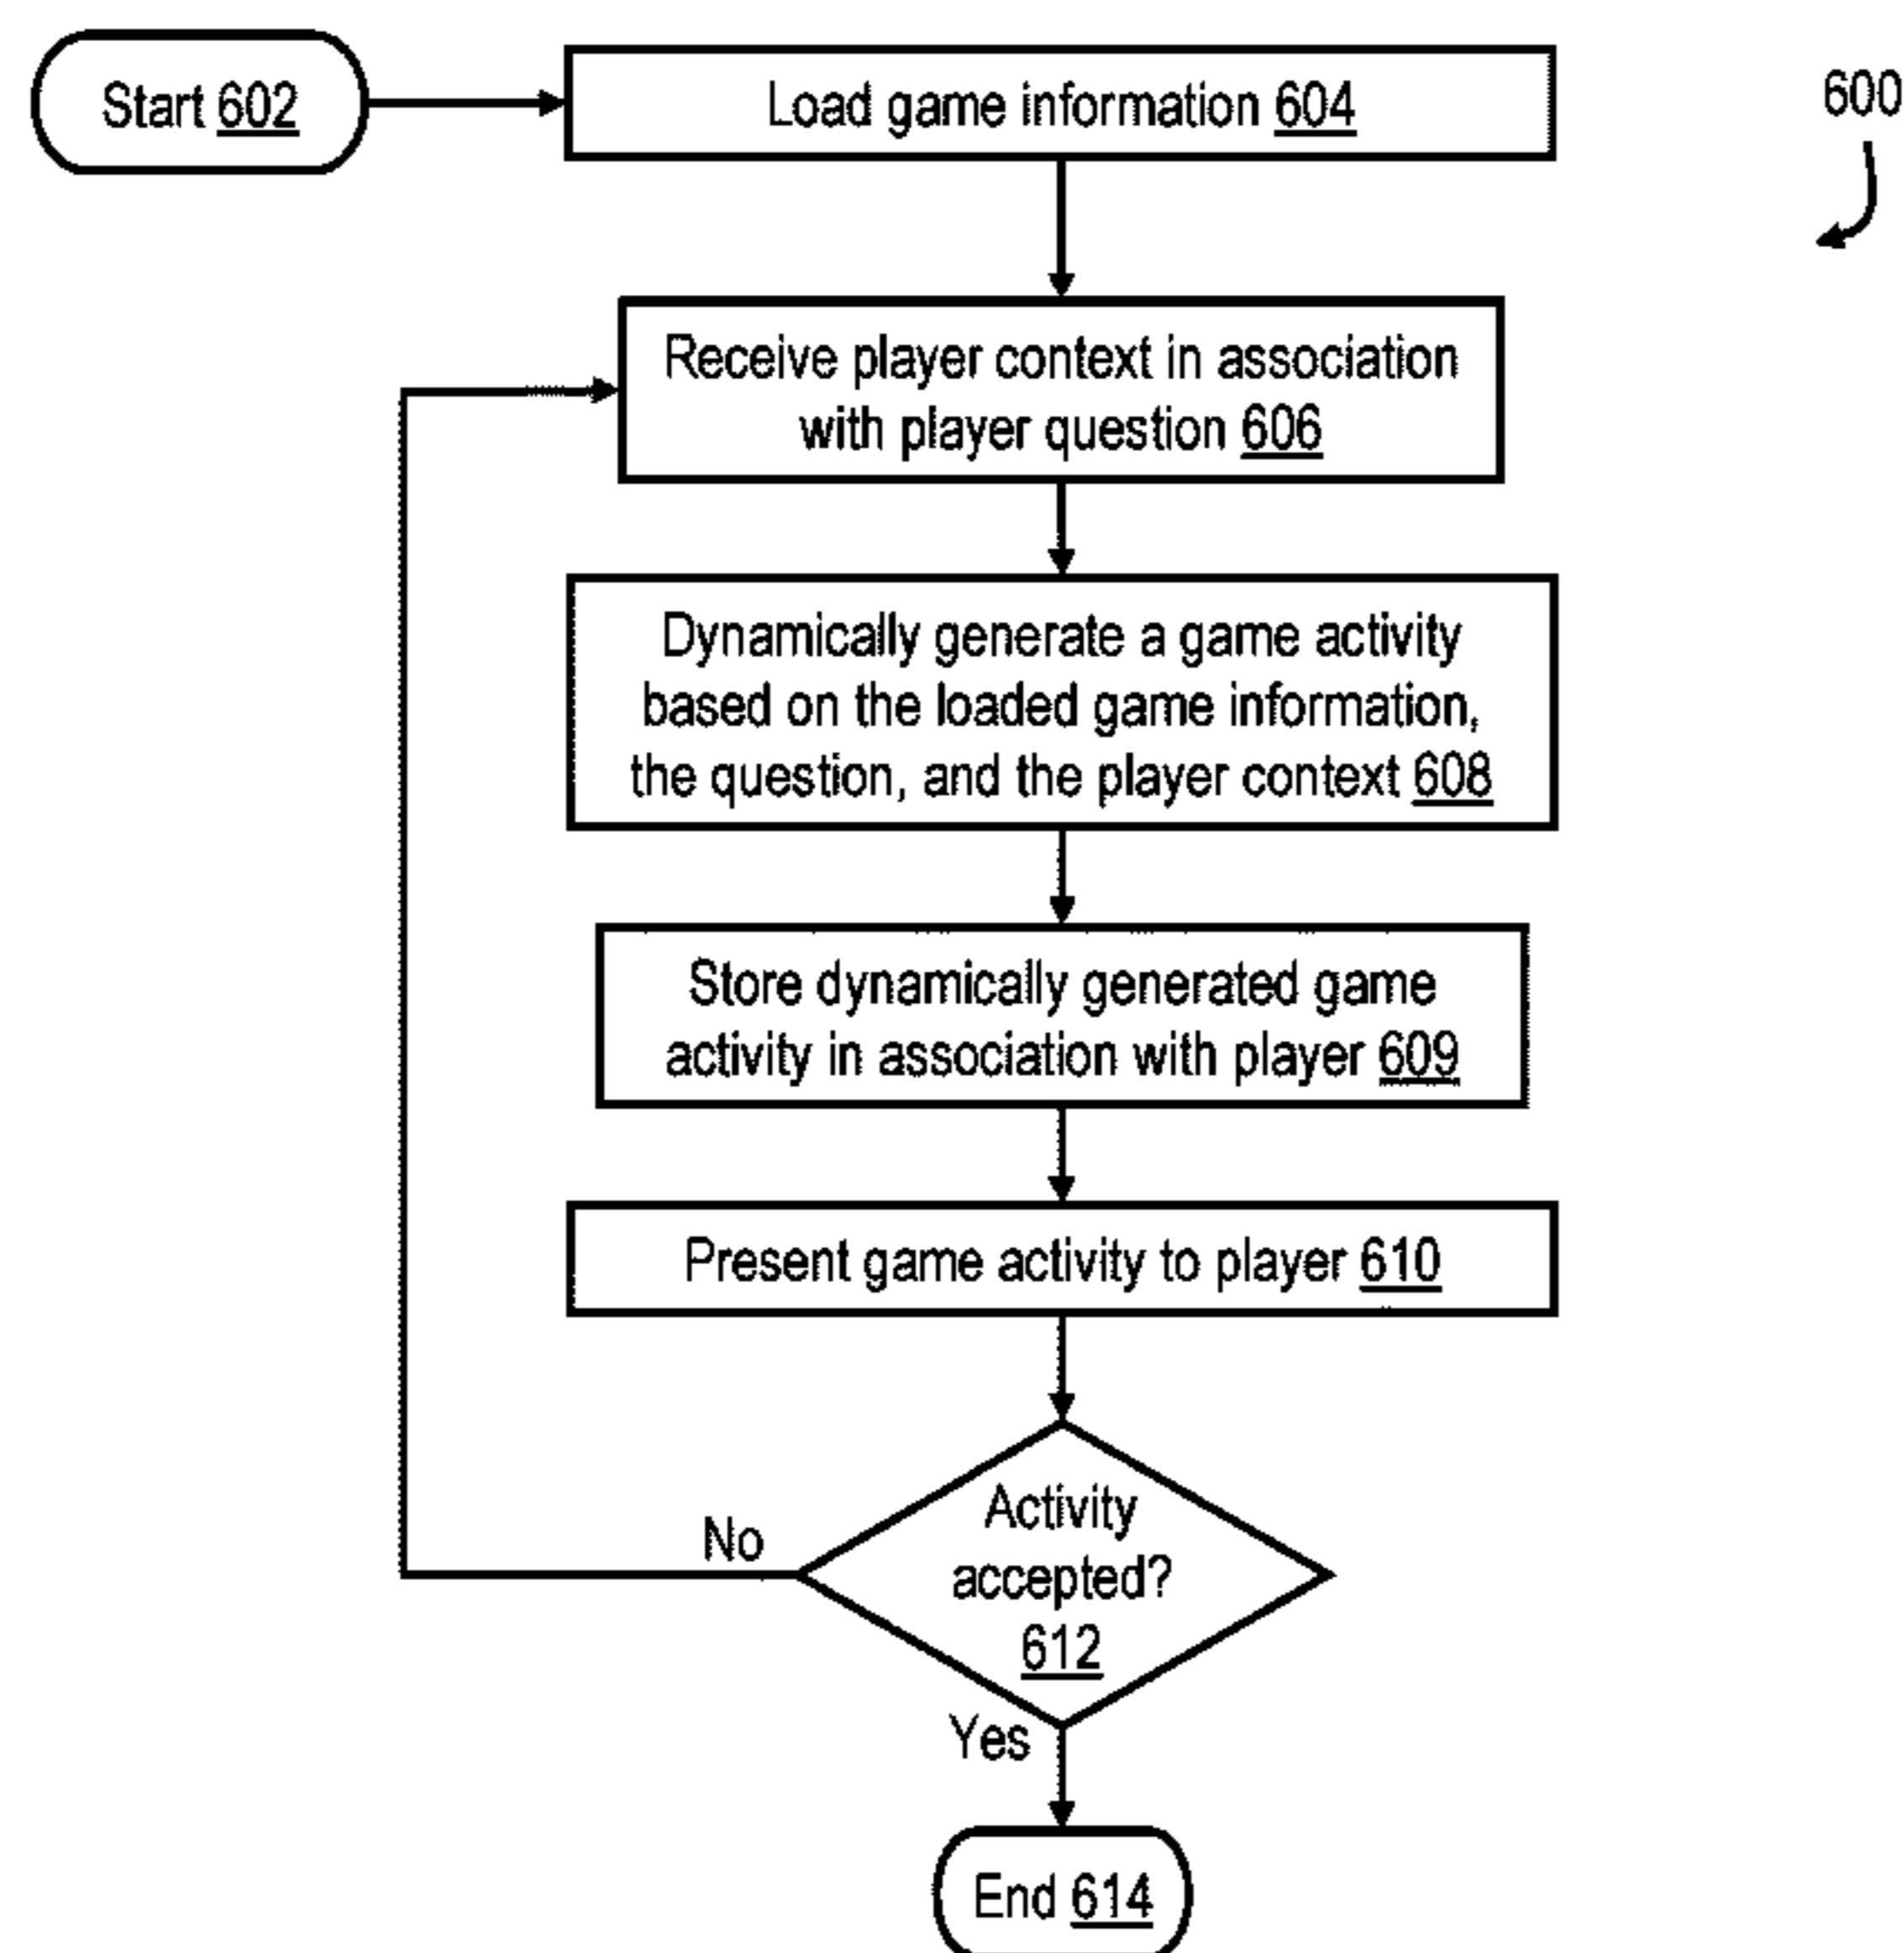 Start 602
Load game information 604
600
Receive player context in association
with player question 606
Dynamically generate a game activity
based on the loaded game information,
the question, and the player context 608
Store dynamically generated game
activity in association with player 609
Present game activity to player 610
Activity
accepted?
612
No
Yes
End 614